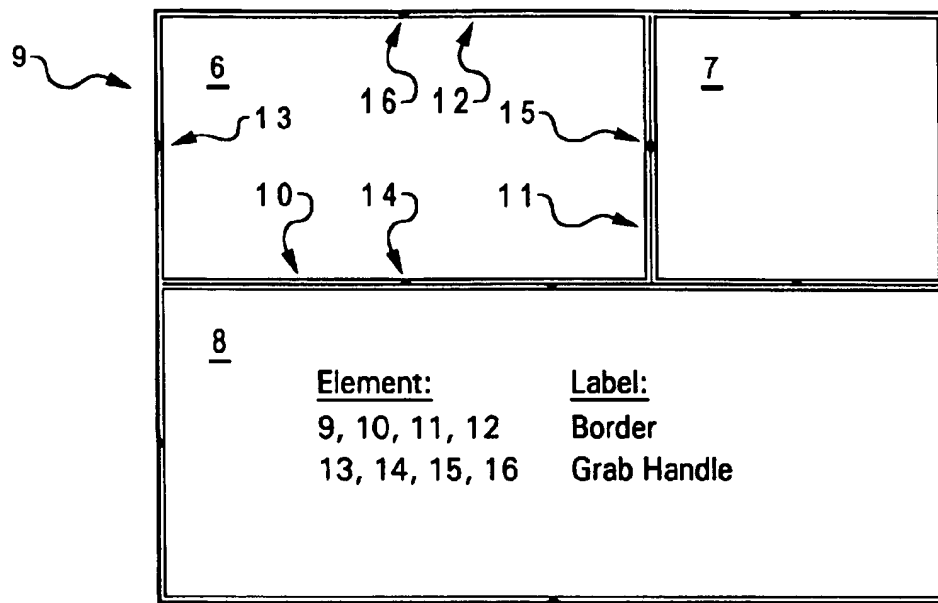 6
7
9
16 12 15
13
10 14 11
8
Element: Label:
9, 10, 11, 12 Border
13, 14, 15, 16 Grab Handle